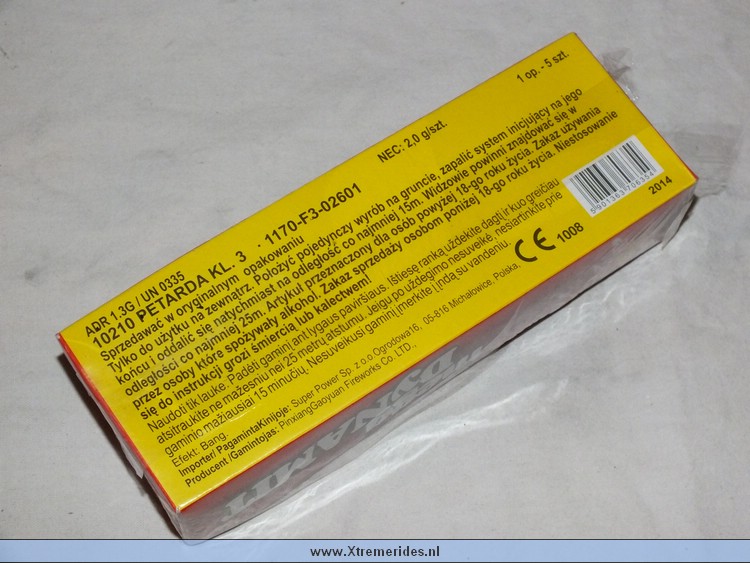 1 op. - 5 szt.
NEC: 2,0 g/szt.
ADR 1.3G / UN 0335
10210 PETARDA KL. 3 · 1170-F3-02601
Sprzedawać w oryginalnym opakowaniu
Tylko do użytku na zewnątrz. Położyć pojedynczy wyrób na gruncie, zapalić system inicjujący na jego
końcu i oddalić się natychmiast na odległość co najmniej 15m. Widzowie powinni znajdować się w
odległości co najmniej 25m. Artykuł przeznaczony dla osób powyżej 18-go roku życia. Zakaz używania
przez osoby które spożywały alkohol. Zakaz sprzedaży osobom poniżej 18-go roku życia. Niestosowanie
się do instrukcji grozi śmiercią lub kalectwem!
Naudoti tik lauke. Padėti gaminį ant lygaus paviršiaus. Ištiesę ranką uždekite dagtį ir kuo greičiau
atsitraukite ne mažesniu nei 25 metrų atstumu. Jeigu po uždegimo nesuveikė, nesiartinkite prie
gaminio mažiausiai 15 minučių. Nesuveikusį gaminį įmerkite į indą su vandeniu.
Efekt: Bang
Importer/ PagamintaKinijoje: Super Power Sp. z o.o Ogrodowa16, 05-816 Michałowice, Polska,
Producent /Gamintojas: PinxiangGaoyuan Fireworks Co. LTD.,
CE
1008
5901363706354
2014
DYNAMIT
www.Xtremerides.nl